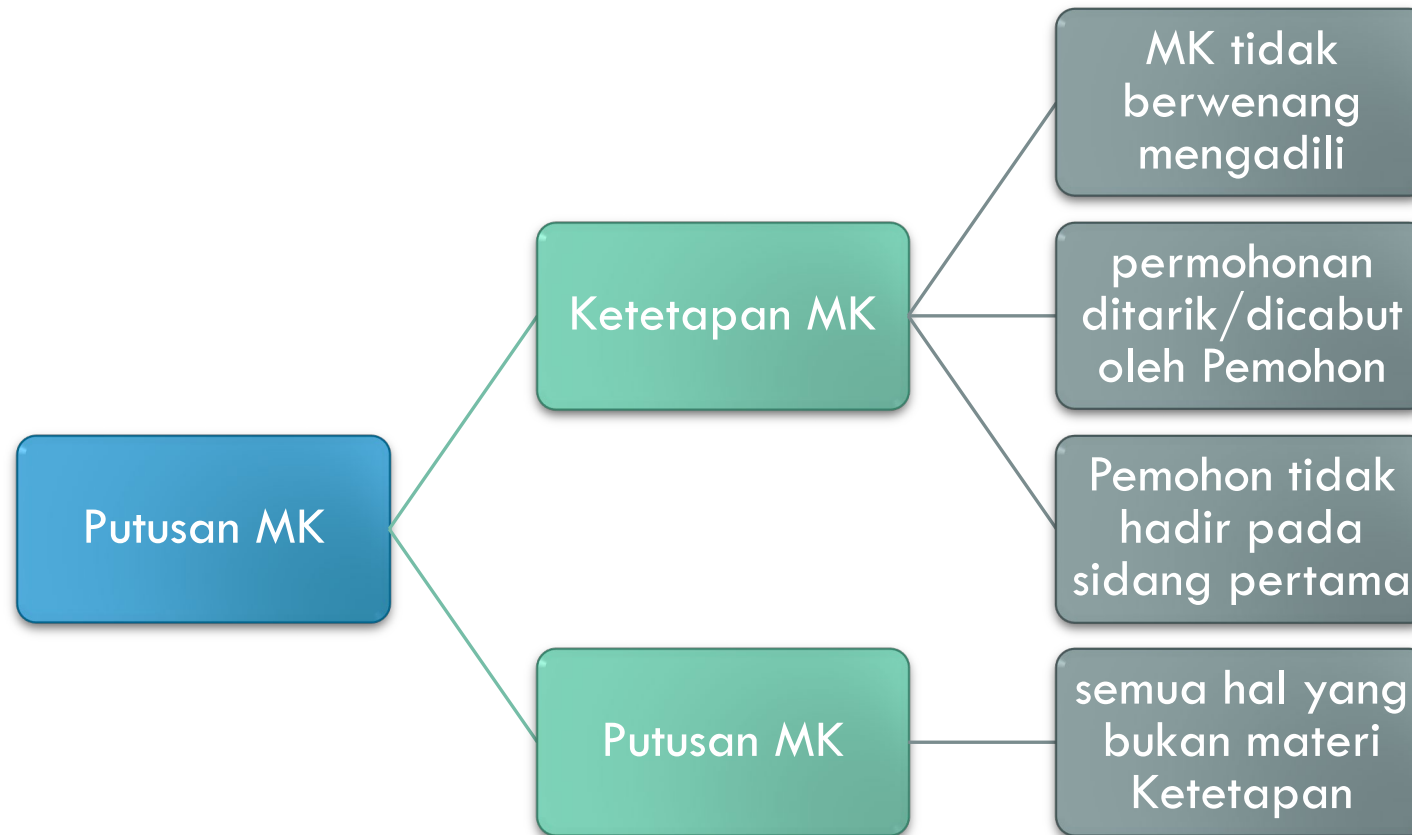 Putusan MK
Ketetapan MK
MK tidak
berwenang
mengadili
permohonan
ditarik/dicabut
oleh Pemohon
Pemohon tidak
hadir pada
sidang pertama
Putusan MK
semua hal yang
bukan materi
Ketetapan